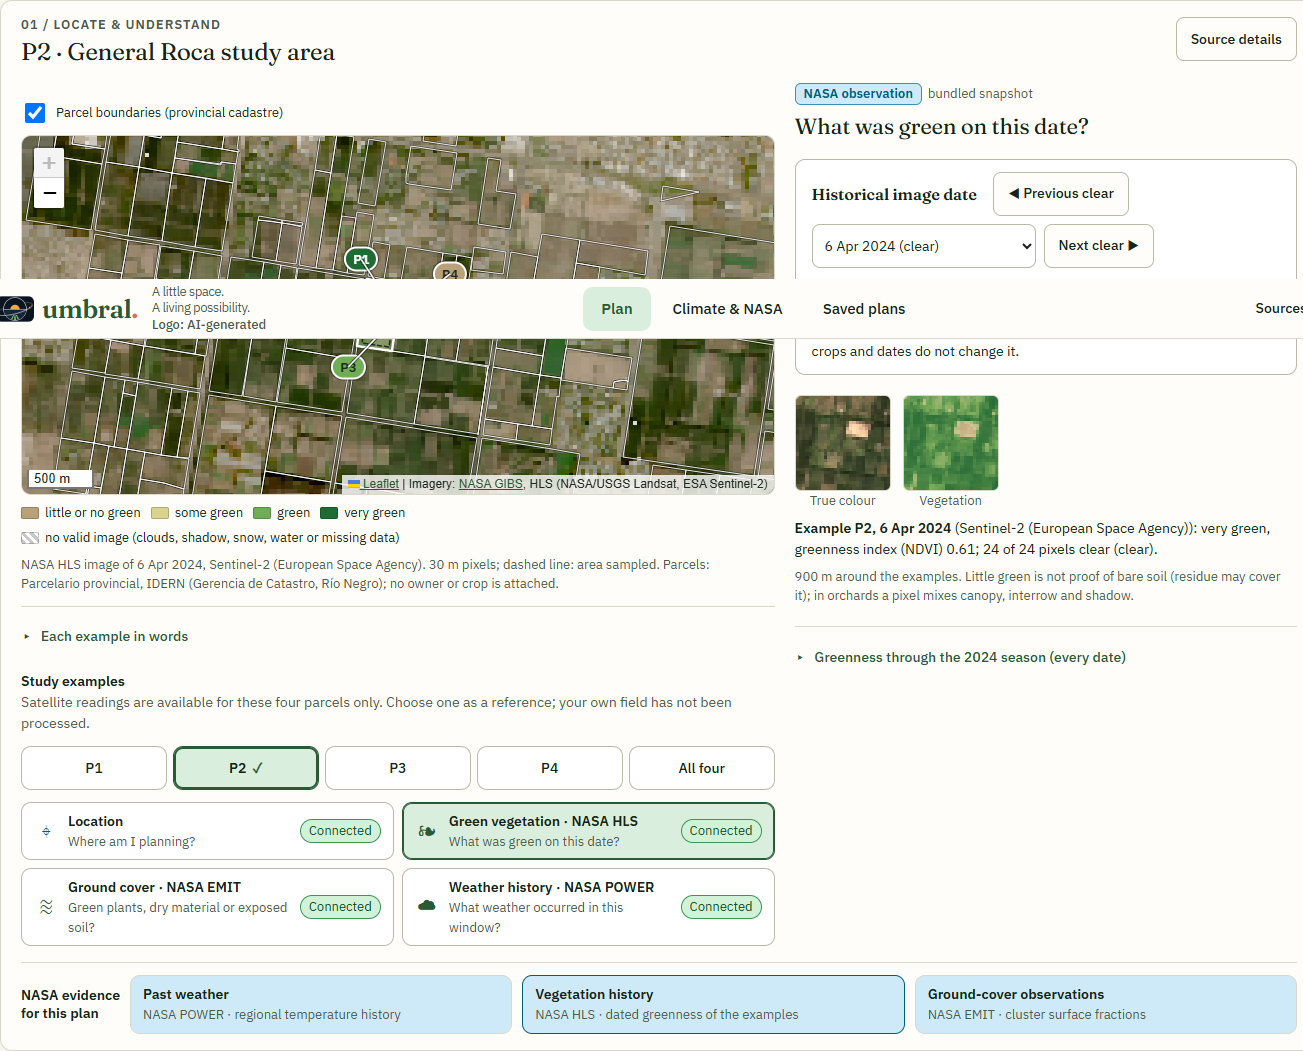 01 / LOCATE & UNDERSTAND
P2 · General Roca study area
Source details
Parcel boundaries (provincial cadastre)
NASA observation bundled snapshot
What was green on this date?
+
−
Historical image date
◀ Previous clear
6 Apr 2024 (clear)
Next clear ▶
P1
P4
umbral.
A little space.
A living possibility.
Logo: AI-generated
Plan
Climate & NASA
Saved plans
Sources
crops and dates do not change it.
P3
500 m
Leaflet | Imagery: NASA GIBS, HLS (NASA/USGS Landsat, ESA Sentinel-2)
True colour
Vegetation
little or no green
some green
green
very green
no valid image (clouds, shadow, snow, water or missing data)
NASA HLS image of 6 Apr 2024, Sentinel-2 (European Space Agency). 30 m pixels; dashed line: area sampled. Parcels:
Parcelario provincial, IDERN (Gerencia de Catastro, Río Negro); no owner or crop is attached.
Example P2, 6 Apr 2024 (Sentinel-2 (European Space Agency)): very green,
greenness index (NDVI) 0.61; 24 of 24 pixels clear (clear).
900 m around the examples. Little green is not proof of bare soil (residue may cover
it); in orchards a pixel mixes canopy, interrow and shadow.
Each example in words
Greenness through the 2024 season (every date)
Study examples
Satellite readings are available for these four parcels only. Choose one as a reference; your own field has not been
processed.
P1
P2 ✓
P3
P4
All four
Location
Where am I planning?
Connected
Green vegetation · NASA HLS
What was green on this date?
Connected
Ground cover · NASA EMIT
Green plants, dry material or exposed
soil?
Connected
Weather history · NASA POWER
What weather occurred in this
window?
Connected
NASA evidence
for this plan
Past weather
NASA POWER · regional temperature history
Vegetation history
NASA HLS · dated greenness of the examples
Ground-cover observations
NASA EMIT · cluster surface fractions